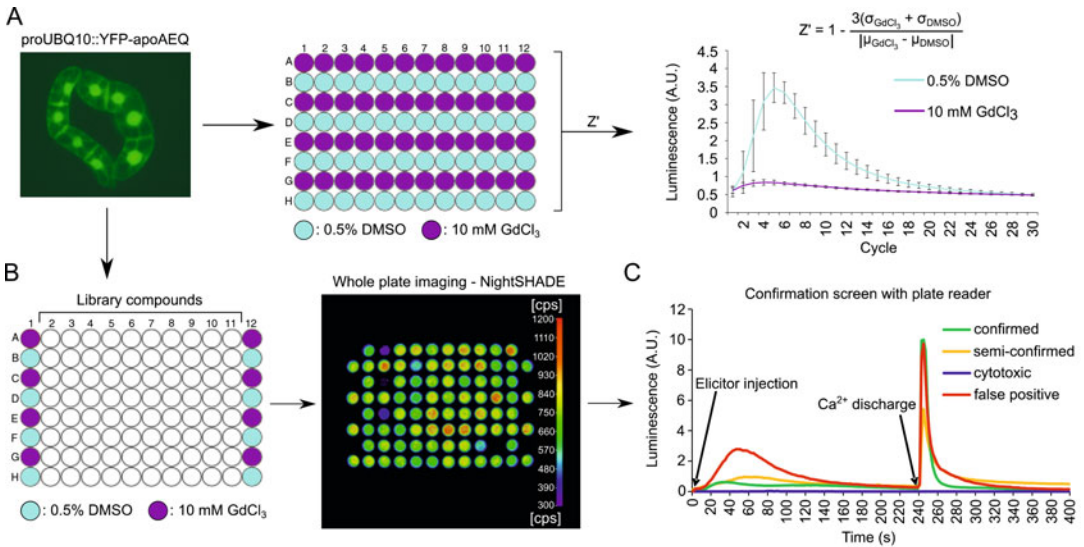 A
proUBQ10::YFP-apoAEQ
1 2 3 4 5 6 7 8 9 10 11 12
A
B
C
D
E
F
G
H
: 0.5% DMSO : 10 mM GdCl₃
Z'
Z' = 1 - 3(σGdCl₃ + σDMSO) / |μGdCl₃ - μDMSO|
Luminescence (A.U.)
4.5
4
3.5
3
2.5
2
1.5
1
0.5
0
0.5% DMSO
10 mM GdCl₃
2 4 6 8 10 12 14 16 18 20 22 24 26 28 30
Cycle
B
Library compounds
1 2 3 4 5 6 7 8 9 10 11 12
A
B
C
D
E
F
G
H
: 0.5% DMSO : 10 mM GdCl₃
Whole plate imaging - NightSHADE
[cps]
1200
1110
1020
930
840
750
660
570
480
390
300
[cps]
C
Confirmation screen with plate reader
Luminescence (A.U.)
12
10
8
6
4
2
0
confirmed
semi-confirmed
cytotoxic
false positive
Elicitor injection
Ca²⁺ discharge
0 20 40 60 80 100 120 140 160 180 200 220 240 260 280 300 320 340 360 380 400
Time (s)